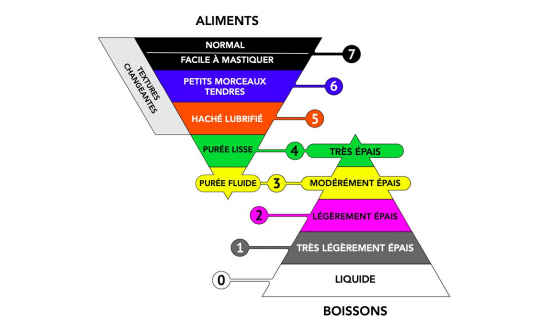 ALIMENTS
NORMAL
FACILE À MASTIQUER
7
TEXTURES
CHANGEANTES
PETITS MORCEAUX
TENDRES
6
HACHÉ LUBRIFIÉ
5
PURÉE LISSE
4
TRÈS ÉPAIS
PURÉE FLUIDE
3
MODÉRÉMENT ÉPAIS
2
LÉGÈREMENT ÉPAIS
1
TRÈS LÉGÈREMENT ÉPAIS
0
LIQUIDE
BOISSONS